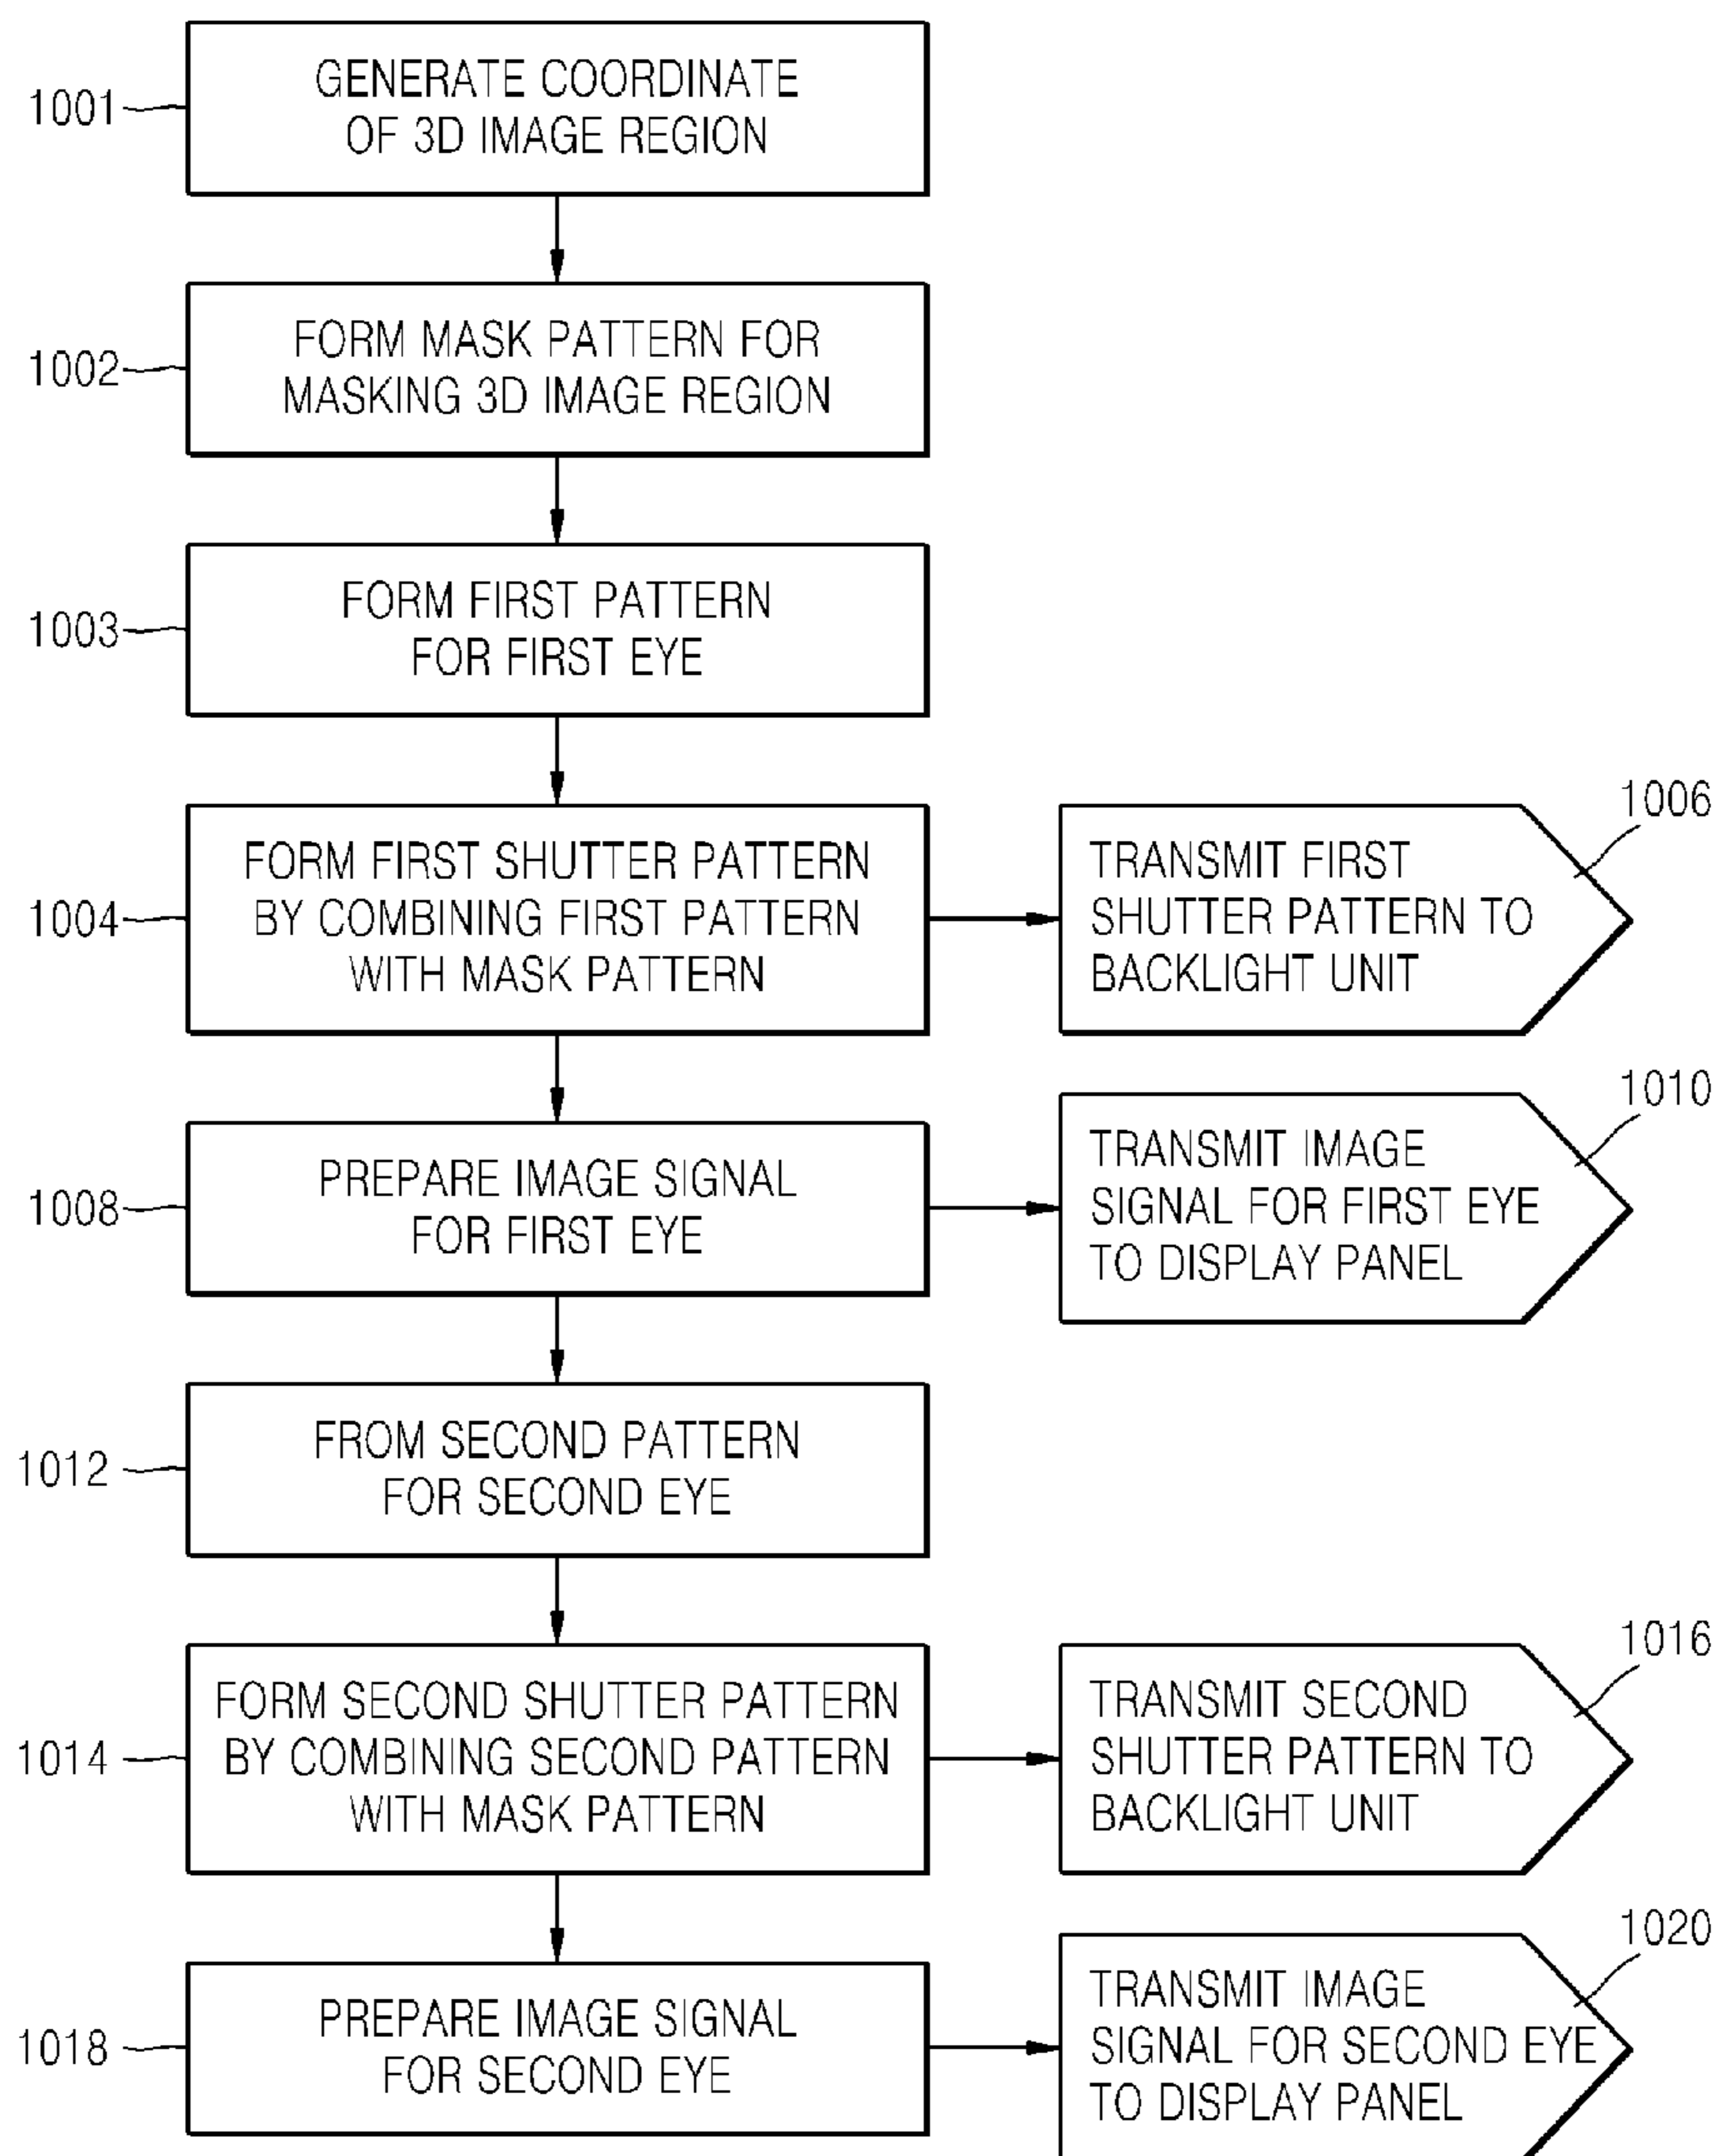 1001
GENERATE COORDINATE
OF 3D IMAGE REGION
1002
FORM MASK PATTERN FOR
MASKING 3D IMAGE REGION
1003
FORM FIRST PATTERN
FOR FIRST EYE
1004
FORM FIRST SHUTTER PATTERN
BY COMBINING FIRST PATTERN
WITH MASK PATTERN
1006
TRANSMIT FIRST
SHUTTER PATTERN TO
BACKLIGHT UNIT
1008
PREPARE IMAGE SIGNAL
FOR FIRST EYE
1010
TRANSMIT IMAGE
SIGNAL FOR FIRST EYE
TO DISPLAY PANEL
1012
FROM SECOND PATTERN
FOR SECOND EYE
1014
FORM SECOND SHUTTER PATTERN
BY COMBINING SECOND PATTERN
WITH MASK PATTERN
1016
TRANSMIT SECOND
SHUTTER PATTERN TO
BACKLIGHT UNIT
1018
PREPARE IMAGE SIGNAL
FOR SECOND EYE
1020
TRANSMIT IMAGE
SIGNAL FOR SECOND EYE
TO DISPLAY PANEL